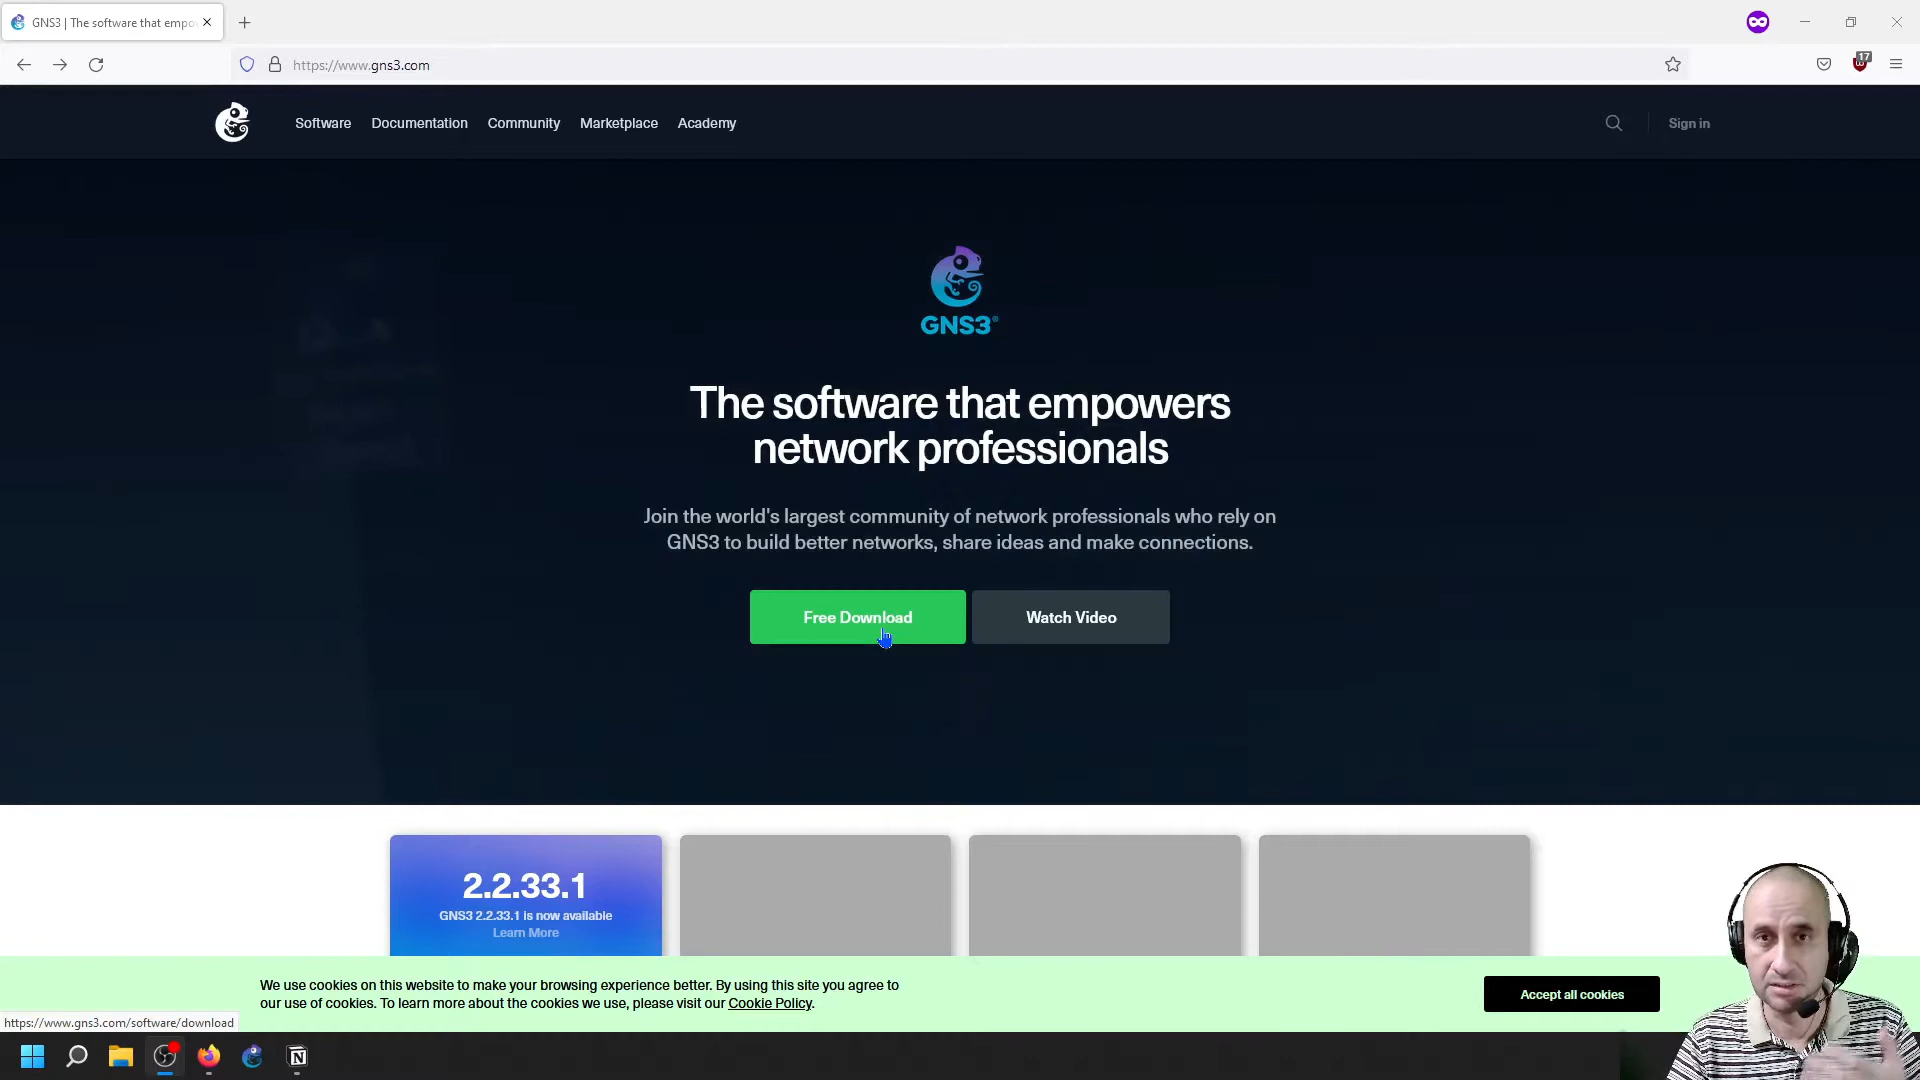 GNS3 | The software that empo
https://www.gns3.com
17
Software
Documentation
Community
Marketplace
Academy
Sign in
GNS3®
The software that empowers
network professionals
Join the world's largest community of network professionals who rely on
GNS3 to build better networks, share ideas and make connections.
Free Download
Watch Video
2.2.33.1
GNS3 2.2.33.1 is now available
Learn More
We use cookies on this website to make your browsing experience better. By using this site you agree to
our use of cookies. To learn more about the cookies we use, please visit our Cookie Policy.
Accept all cookies
https://www.gns3.com/software/download